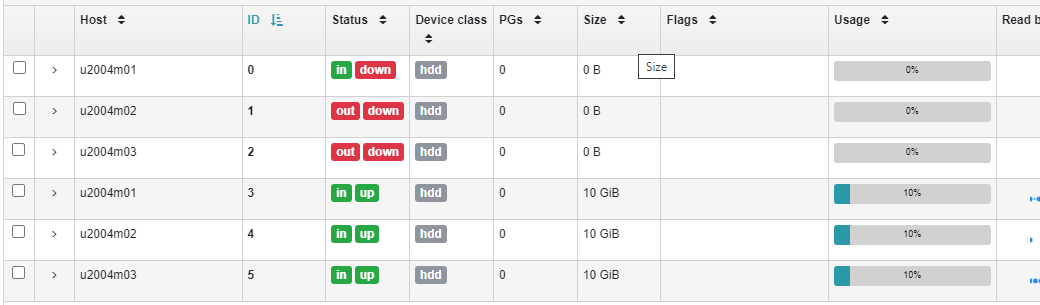 Host ID Status Device class PGs Size Flags Usage Read b
Size
> u2004m01 0 in down hdd 0 0 B 0%
> u2004m02 1 out down hdd 0 0 B 0%
> u2004m03 2 out down hdd 0 0 B 0%
> u2004m01 3 in up hdd 0 10 GiB 10%
> u2004m02 4 in up hdd 0 10 GiB 10%
> u2004m03 5 in up hdd 0 10 GiB 10%